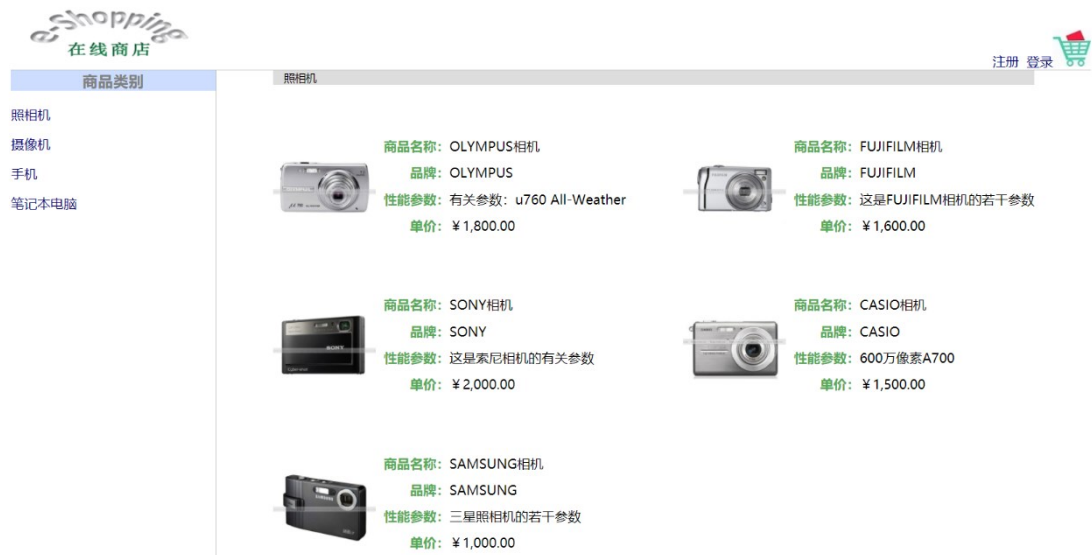 e-Shopping
在线商店
注册 登录
商品类别
照相机
摄像机
手机
笔记本电脑
照相机
商品名称：OLYMPUS相机
品牌：OLYMPUS
性能参数：有关参数：u760 All-Weather
单价：￥1,800.00
商品名称：FUJIFILM相机
品牌：FUJIFILM
性能参数：这是FUJIFILM相机的若干参数
单价：￥1,600.00
商品名称：SONY相机
品牌：SONY
性能参数：这是索尼相机的有关参数
单价：￥2,000.00
SONY
商品名称：CASIO相机
品牌：CASIO
性能参数：600万像素A700
单价：￥1,500.00
商品名称：SAMSUNG相机
品牌：SAMSUNG
性能参数：三星照相机的若干参数
单价：￥1,000.00
SAMSUNG